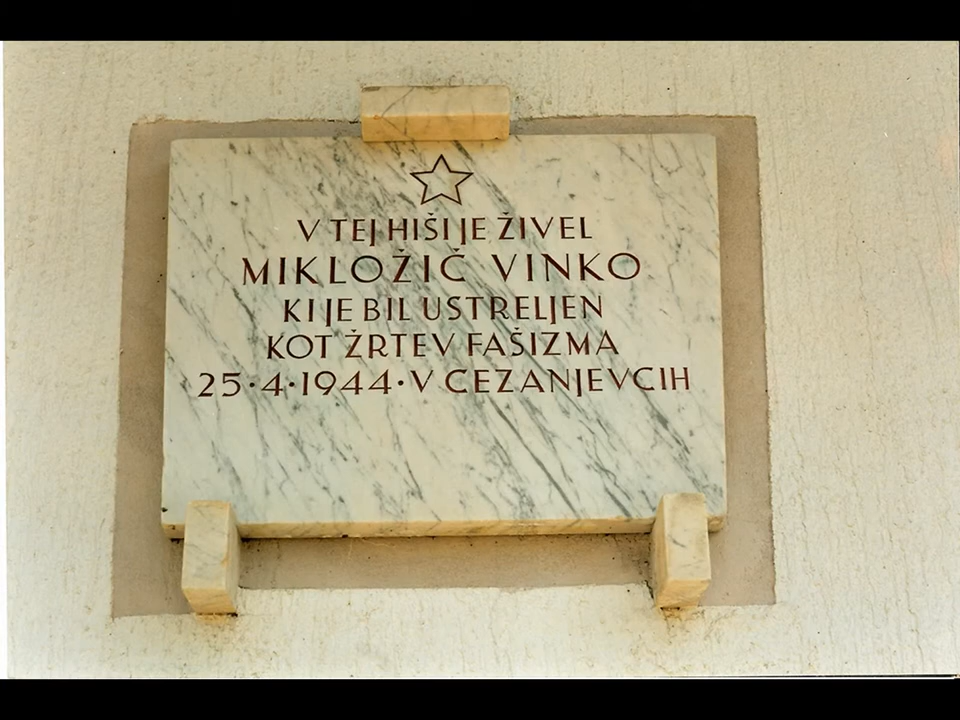 V TEJ HIŠI JE ŽIVEL
MIKLOŽIČ VINKO
KI JE BIL USTRELJEN
KOT ŽRTEV FAŠIZMA
25·4·1944·V CEZANJEVCIH